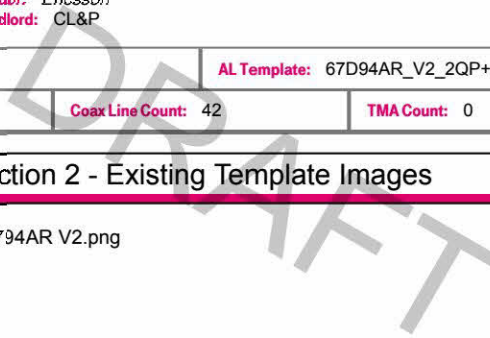 Ericsson
dlord: CL&P
AL Template: 67D94AR_V2_2QP+
Coax Line Count: 42 TMA Count: 0
ction 2 - Existing Template Images
794AR V2.png
DRAFT